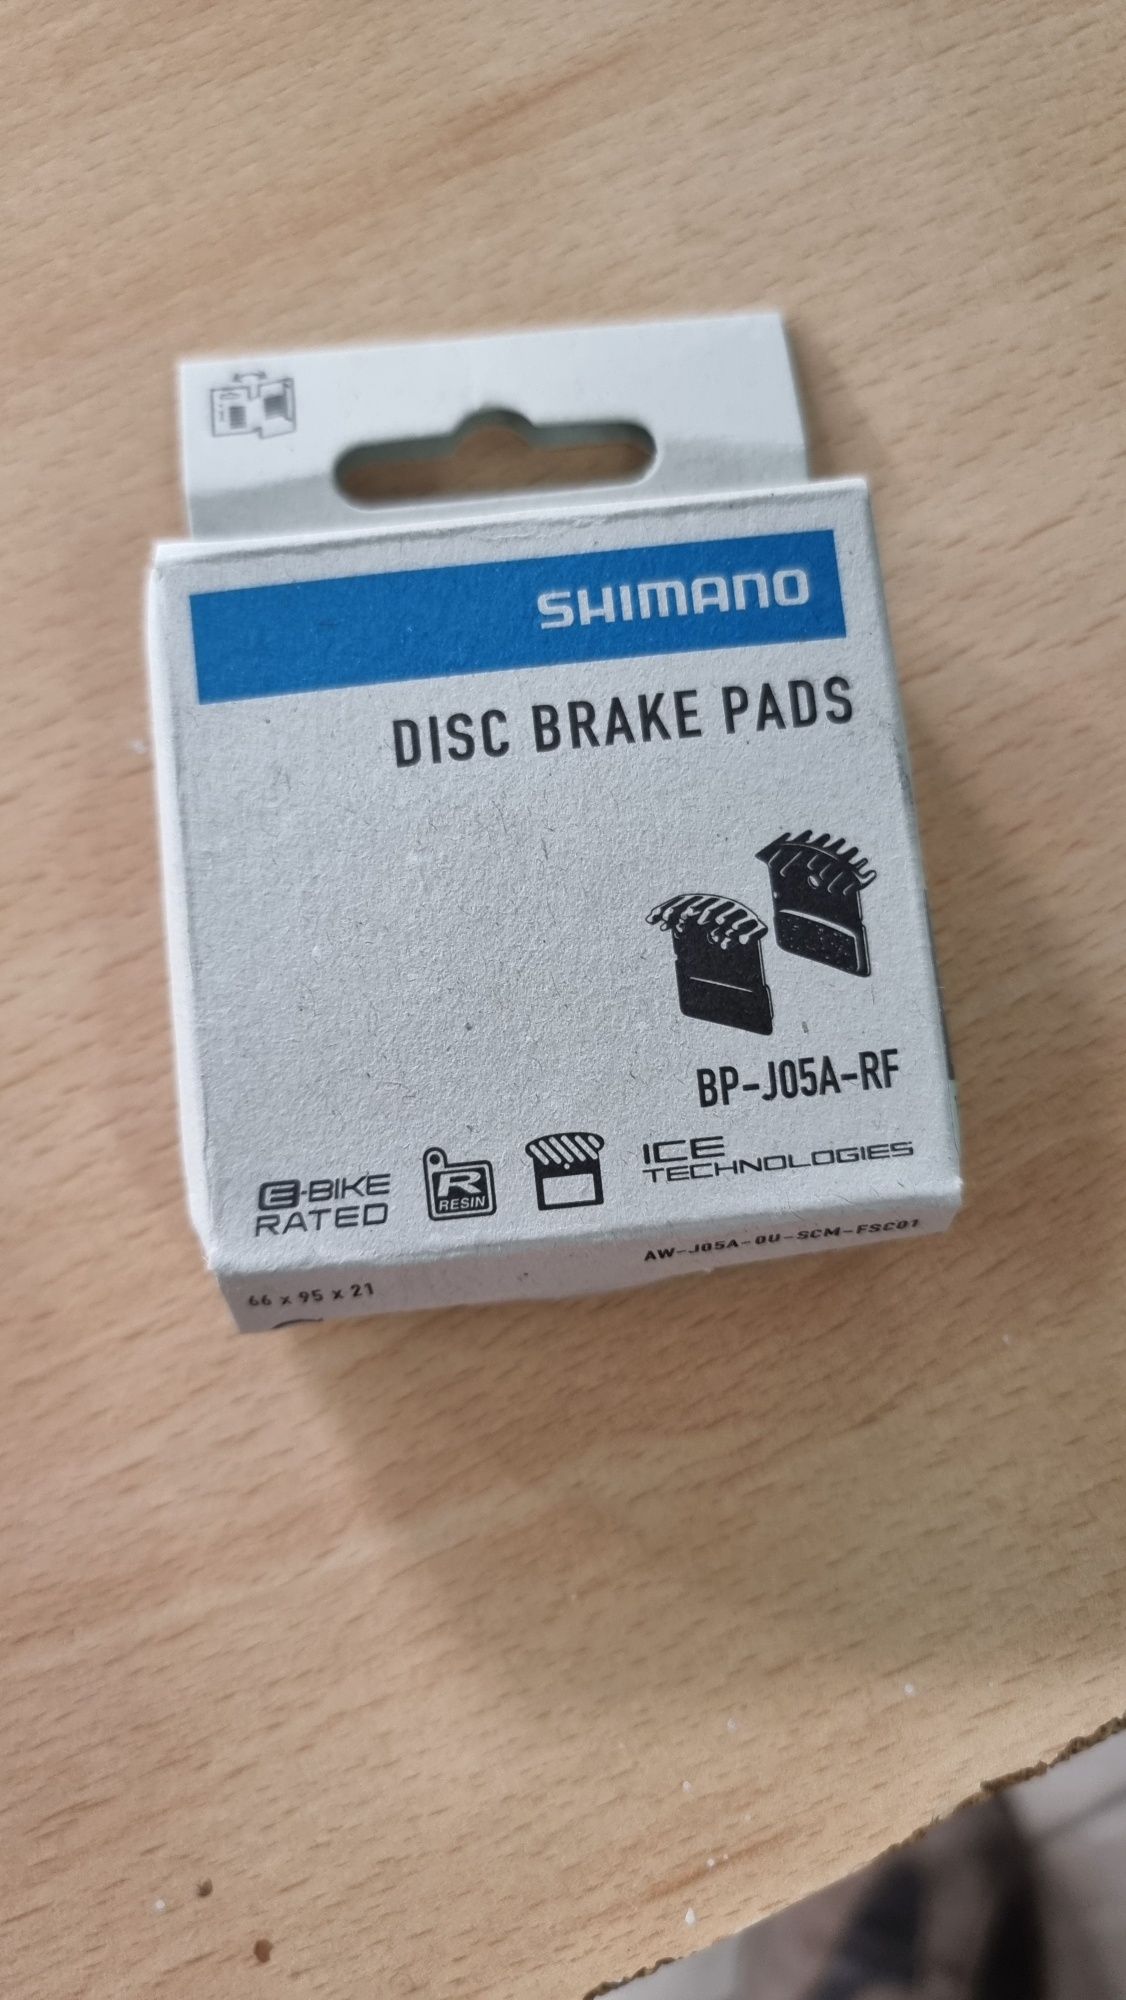 SHIMANO
DISC BRAKE PADS
BP-J05A-RF
E-BIKE
RATED
R
RESIN
ICE
TECHNOLOGIES
66 x 95 x 21
AW-J05A-0U-SCM-FSC01